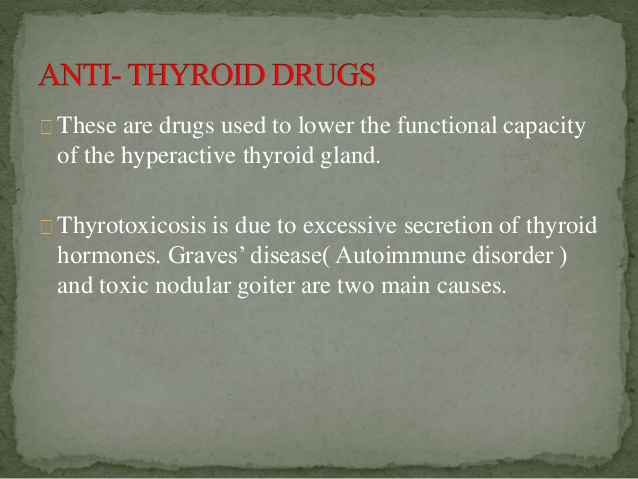 ANTI- THYROID DRUGS
These are drugs used to lower the functional capacity
of the hyperactive thyroid gland.
Thyrotoxicosis is due to excessive secretion of thyroid
hormones. Graves’ disease( Autoimmune disorder )
and toxic nodular goiter are two main causes.